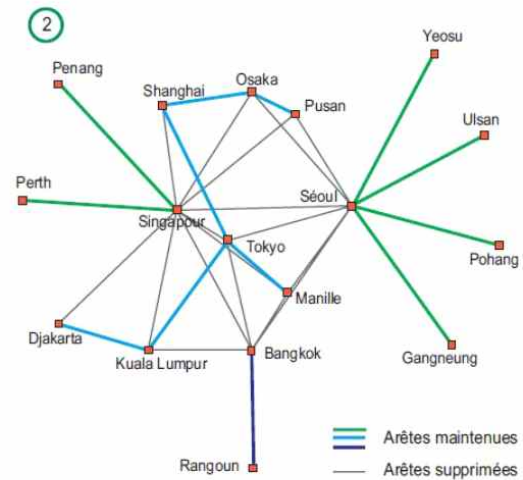 2
Yeosu
Penang
Osaka
Shanghai
Pusan
Ulsan
Perth
Séoul
Singapour
Tokyo
Pohang
Manille
Djakarta
Kuala Lumpur
Bangkok
Gangneung
Arêtes maintenues
Rangoun
Arêtes supprimées